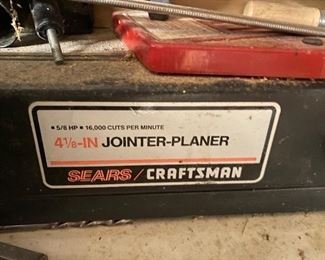 ▪ 5/8 HP ▪ 16,000 CUTS PER MINUTE
4 1/8-IN JOINTER-PLANER
SEARS / CRAFTSMAN